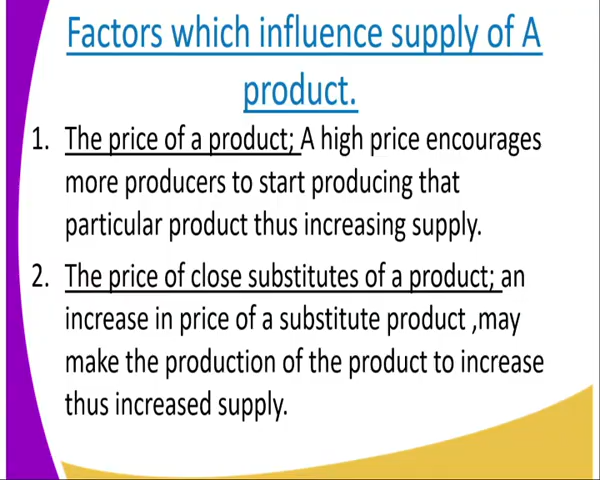 Factors which influence supply of A
product.
1. The price of a product; A high price encourages
more producers to start producing that
particular product thus increasing supply.
2. The price of close substitutes of a product; an
increase in price of a substitute product ,may
make the production of the product to increase
thus increased supply.